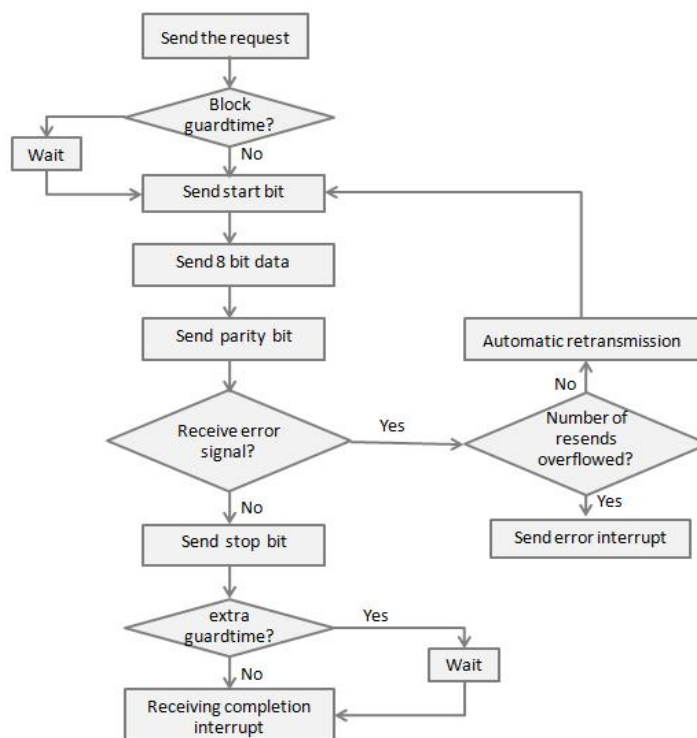 Send the request
Block
guardtime?
Wait
No
Send start bit
Send 8 bit data
Send parity bit
Automatic retransmission
No
Receive error
signal?
Yes
Number of
resends
overflowed?
No
Yes
Send stop bit
Send error interrupt
extra
guardtime?
Yes
Wait
No
Receiving completion
interrupt